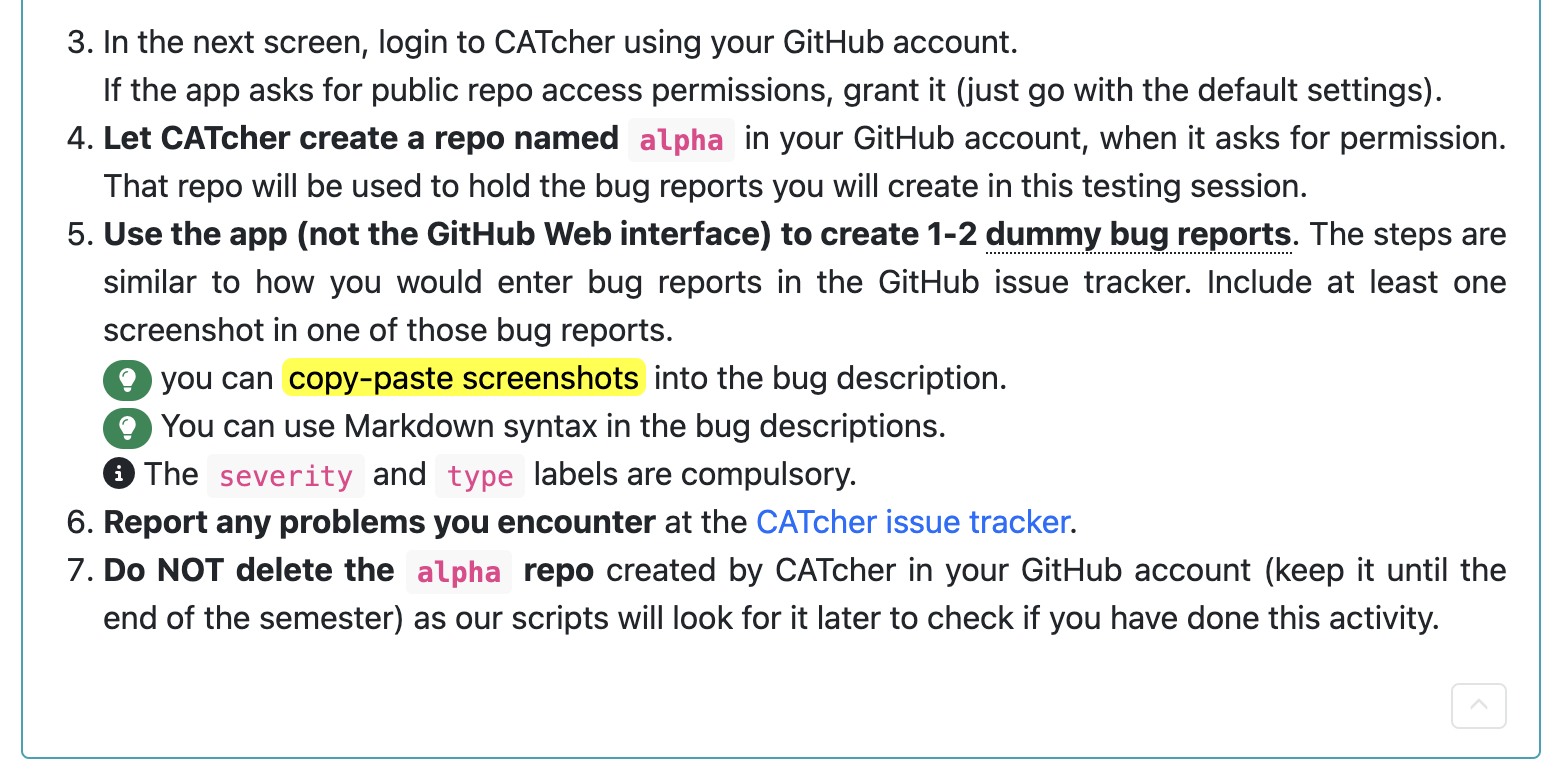 3. In the next screen, login to CATcher using your GitHub account.
If the app asks for public repo access permissions, grant it (just go with the default settings).
4. Let CATcher create a repo named alpha in your GitHub account, when it asks for permission.
That repo will be used to hold the bug reports you will create in this testing session.
5. Use the app (not the GitHub Web interface) to create 1-2 dummy bug reports. The steps are
similar to how you would enter bug reports in the GitHub issue tracker. Include at least one
screenshot in one of those bug reports.
you can copy-paste screenshots into the bug description.
You can use Markdown syntax in the bug descriptions.
The severity and type labels are compulsory.
6. Report any problems you encounter at the CATcher issue tracker.
7. Do NOT delete the alpha repo created by CATcher in your GitHub account (keep it until the
end of the semester) as our scripts will look for it later to check if you have done this activity.